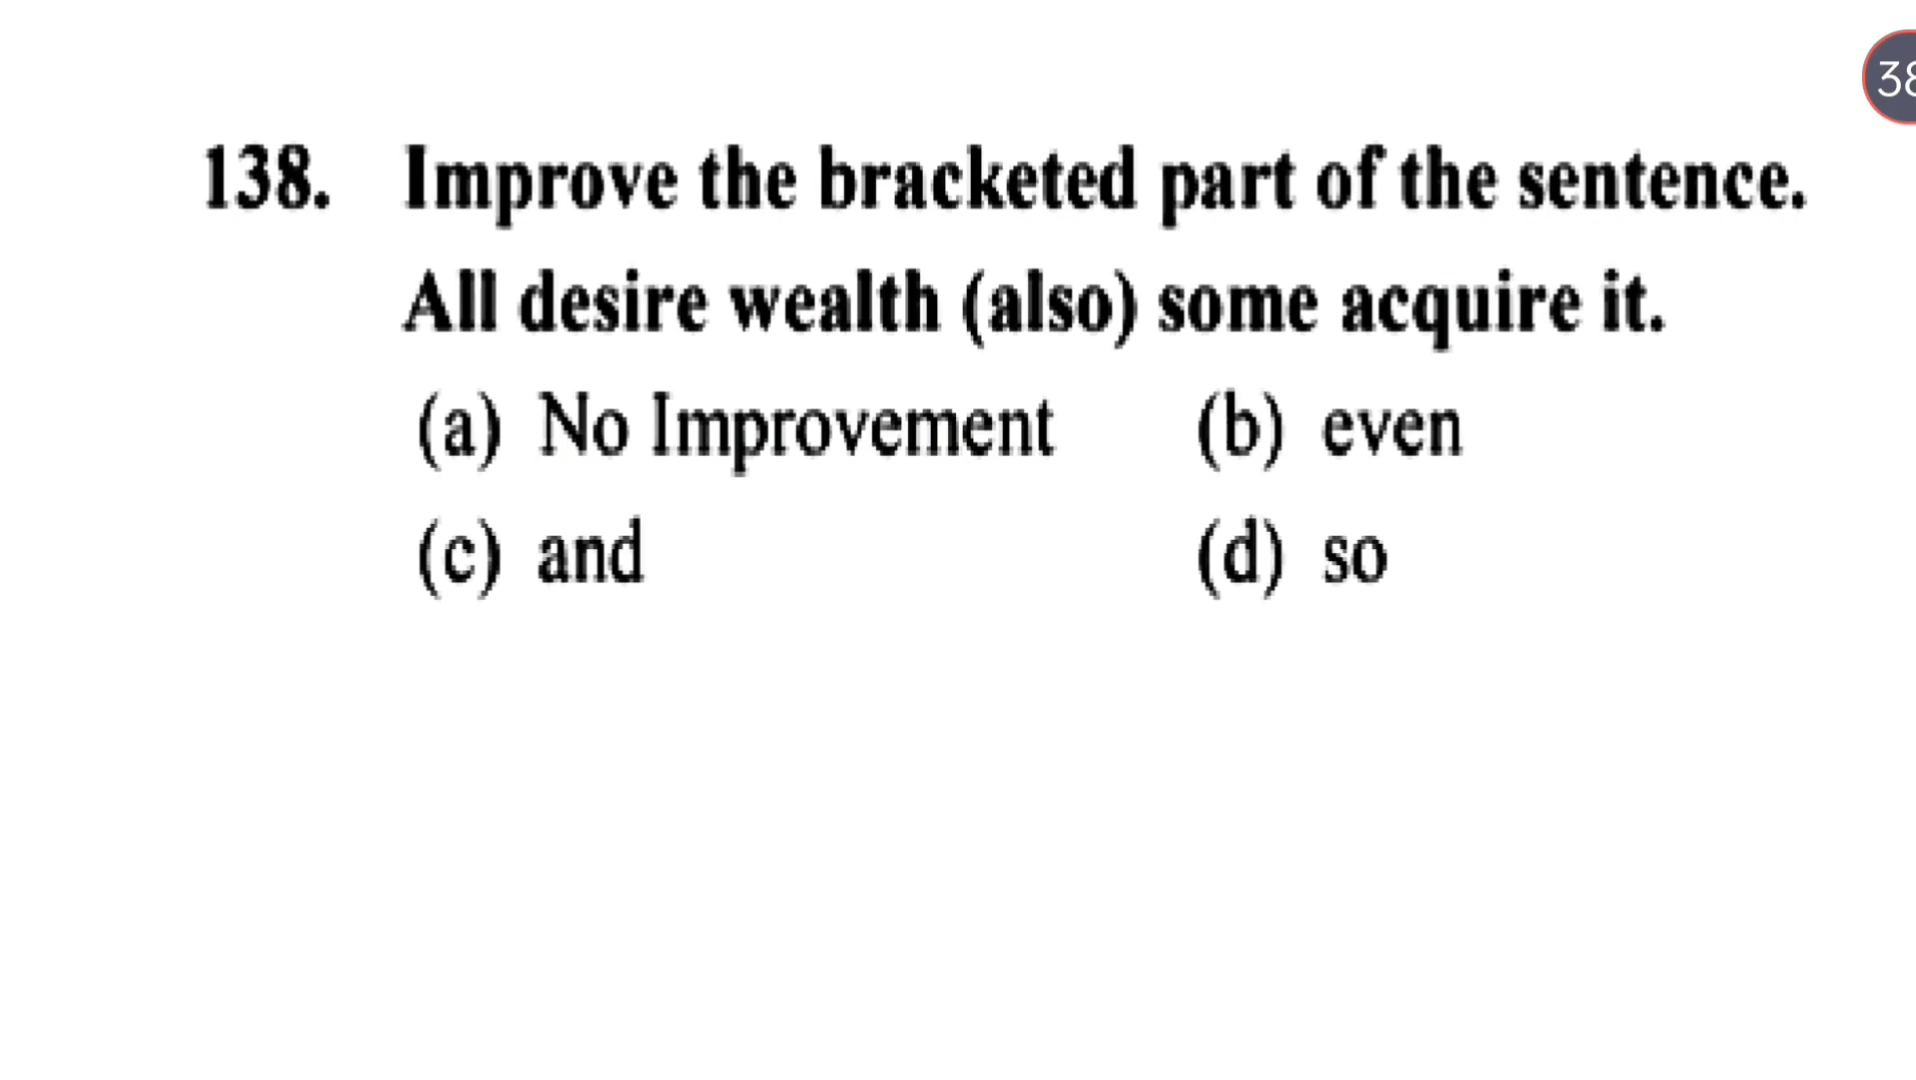 138. Improve the bracketed part of the sentence.
All desire wealth (also) some acquire it.
(a) No Improvement (b) even
(c) and (d) so